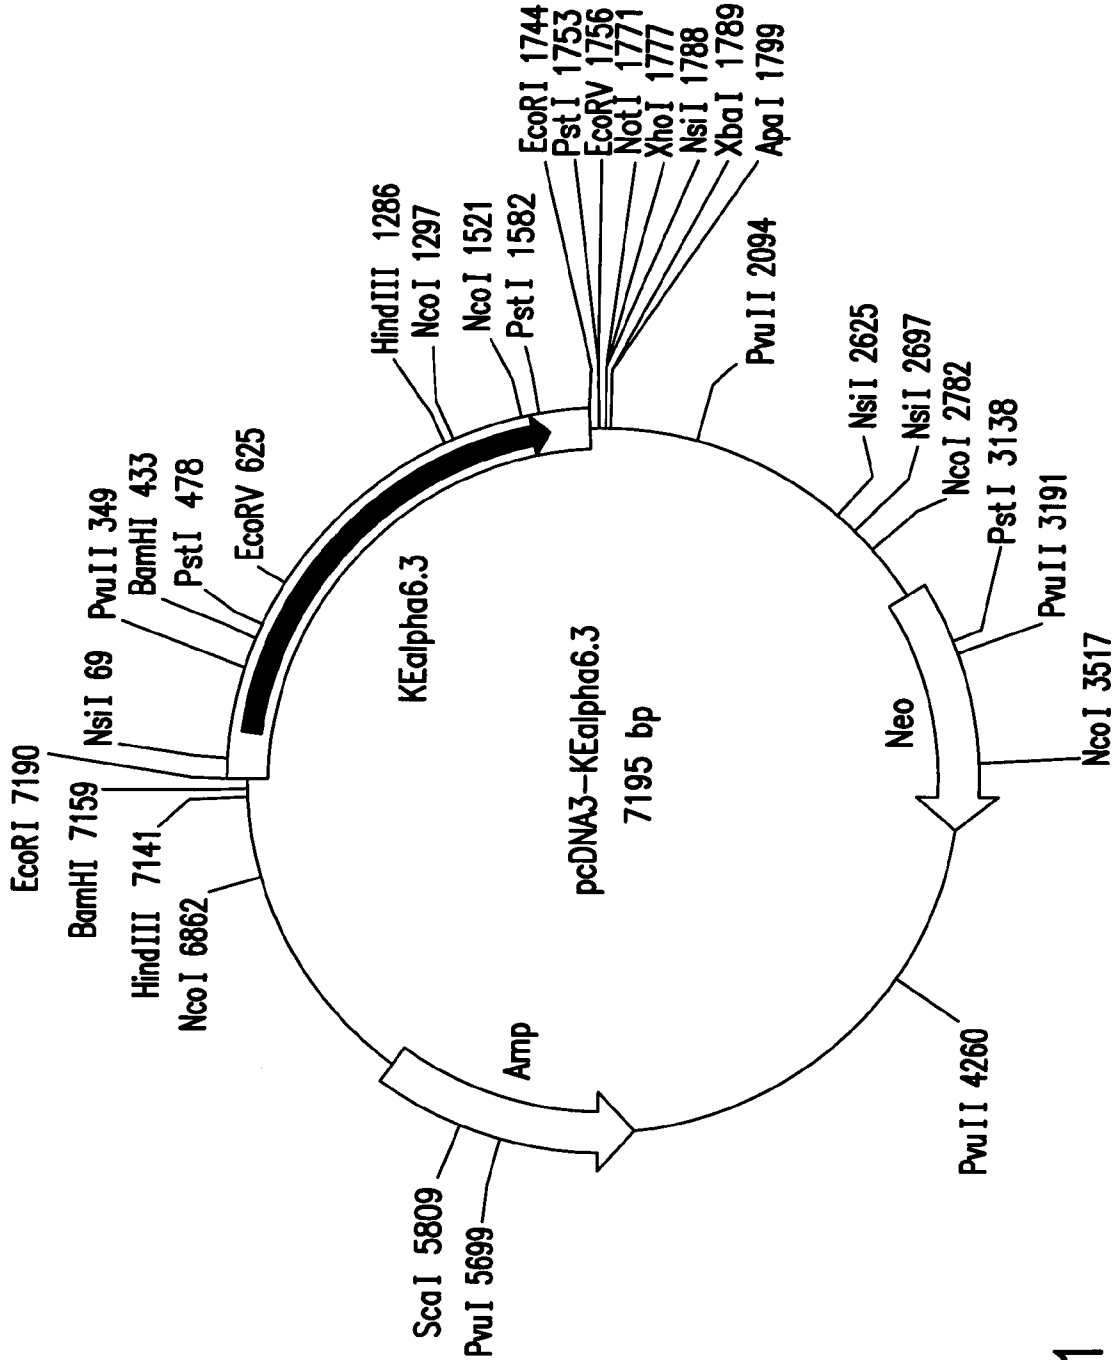 EcoRI 7190
BamHI 7159
HindIII 7141
NcoI 6862
NsiI 69
PvuII 349
BamHI 433
PstI 478
EcoRV 625
HindIII 1286
NcoI 1297
NcoI 1521
PstI 1582
EcoRI 1744
PstI 1753
EcoRV 1756
NotI 1771
XhoI 1777
NsiI 1788
XbaI 1789
ApaI 1799
PvuII 2094
NsiI 2625
NsiI 2697
NcoI 2782
PstI 3138
PvuII 3191
NcoI 3517
PvuII 4260
PvuI 5699
ScaI 5809
KEalpha6.3
pcDNA3-KEalpha6.3
7195 bp
Neo
Amp
1